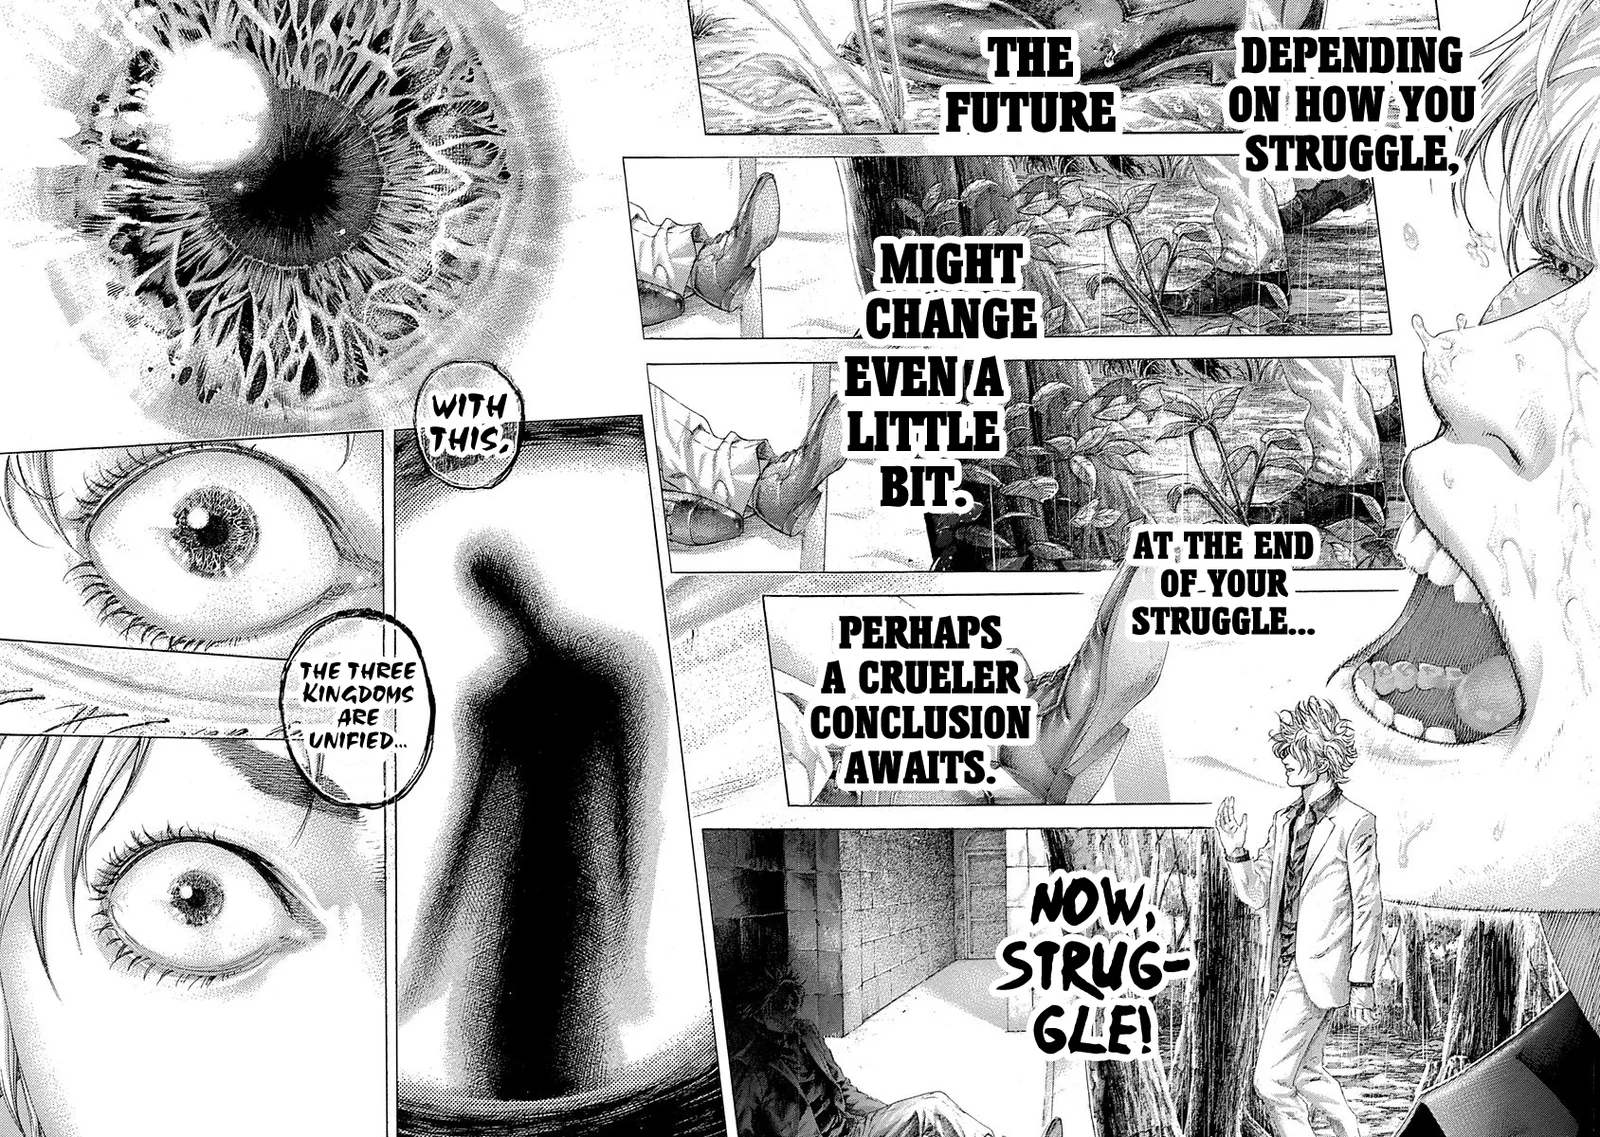 DEPENDING
ON HOW YOU
STRUGGLE,
THE
FUTURE
MIGHT
CHANGE
EVEN A
LITTLE
BIT.
AT THE END
OF YOUR
STRUGGLE...
PERHAPS
A CRUELER
CONCLUSION
AWAITS.
NOW,
STRUG-
GLE!
WITH
THIS,
THE THREE
KINGDOMS
ARE
UNIFIED...